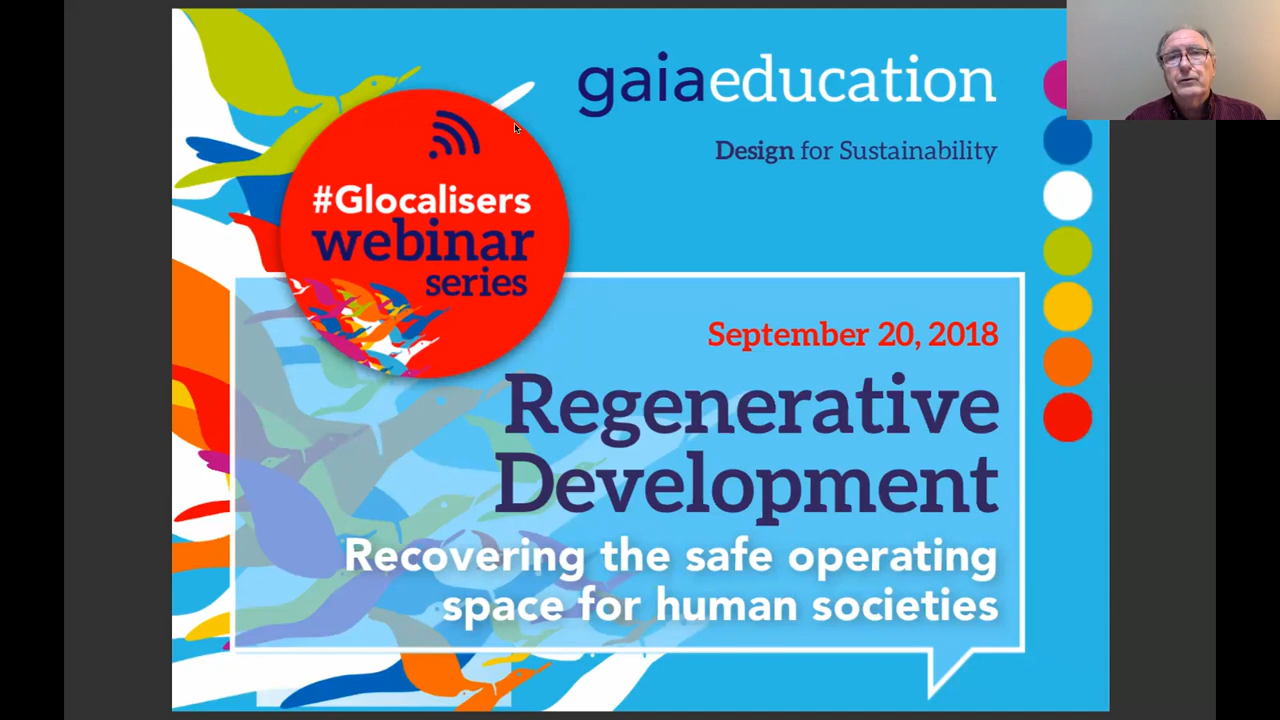 gaiaeducation
Design for Sustainability
#Glocalisers
webinar
series
September 20, 2018
Regenerative
Development
Recovering the safe operating
space for human societies